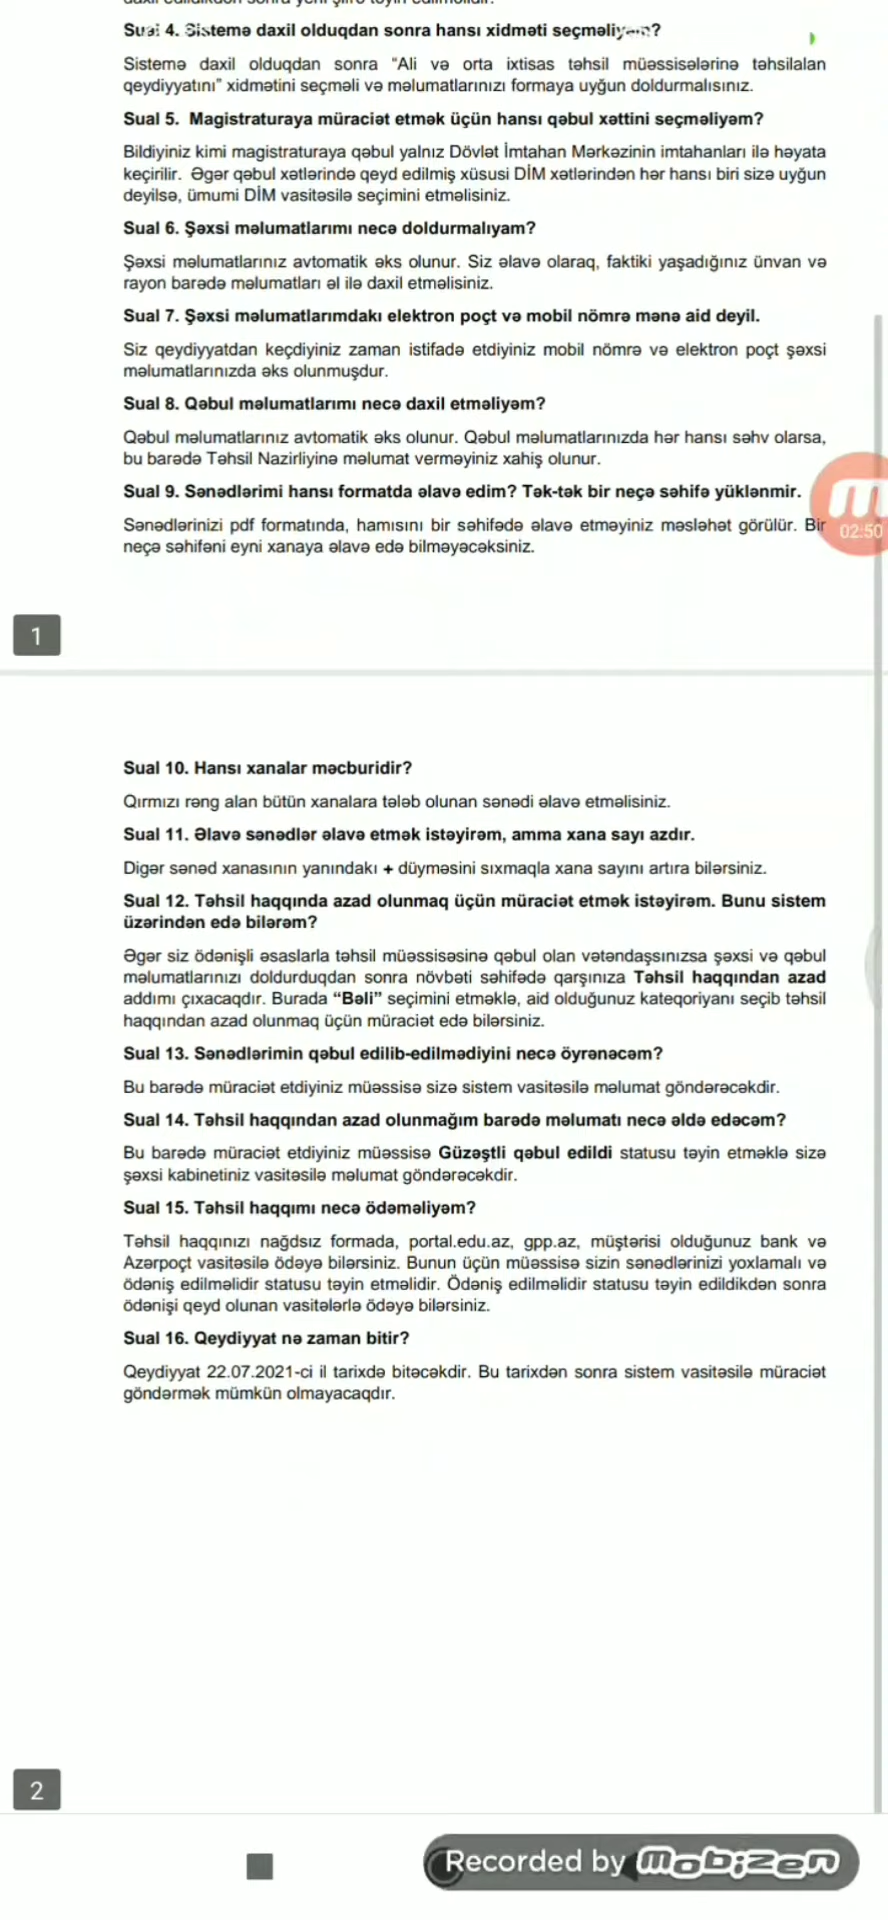 Sual 4. Sistemə daxil olduqdan sonra hansı xidməti seçməliyəm?
Sistemə daxil olduqdan sonra “Ali və orta ixtisas təhsil müəssisələrinə təhsilalan
qeydiyyatını” xidmətini seçməli və məlumatlarınızı formaya uyğun doldurmalısınız.
Sual 5. Magistraturaya müraciət etmək üçün hansı qəbul xəttini seçməliyəm?
Bildiyiniz kimi magistraturaya qəbul yalnız Dövlət İmtahan Mərkəzinin imtahanları ilə həyata
keçirilir. Əgər qəbul xətlərində qeyd edilmiş xüsusi DİM xətlərindən hər hansı biri sizə uyğun
deyilsə, ümumi DİM vasitəsilə seçimini etməlisiniz.
Sual 6. Şəxsi məlumatlarımı necə doldurmalıyam?
Şəxsi məlumatlarınız avtomatik əks olunur. Siz əlavə olaraq, faktiki yaşadığınız ünvan və
rayon barədə məlumatları əl ilə daxil etməlisiniz.
Sual 7. Şəxsi məlumatlarımdakı elektron poçt və mobil nömrə mənə aid deyil.
Siz qeydiyyatdan keçdiyiniz zaman istifadə etdiyiniz mobil nömrə və elektron poçt şəxsi
məlumatlarınızda əks olunmuşdur.
Sual 8. Qəbul məlumatlarımı necə daxil etməliyəm?
Qəbul məlumatlarınız avtomatik əks olunur. Qəbul məlumatlarınızda hər hansı səhv olarsa,
bu barədə Təhsil Nazirliyinə məlumat verməyiniz xahiş olunur.
Sual 9. Sənədlərimi hansı formatda əlavə edim? Tək-tək bir neçə səhifə yüklənmir.
Sənədlərinizi pdf formatında, hamısını bir səhifədə əlavə etməyiniz məsləhət görülür. Bir
neçə səhifəni eyni xanaya əlavə edə bilməyəcəksiniz.
02:50
1
Sual 10. Hansı xanalar məcburidir?
Qırmızı rəng alan bütün xanalara tələb olunan sənədi əlavə etməlisiniz.
Sual 11. Əlavə sənədlər əlavə etmək istəyirəm, amma xana sayı azdır.
Digər sənəd xanasının yanındakı + düyməsini sıxmaqla xana sayını artıra bilərsiniz.
Sual 12. Təhsil haqqında azad olunmaq üçün müraciət etmək istəyirəm. Bunu sistem
üzərindən edə bilərəm?
Əgər siz ödənişli əsaslarla təhsil müəssisəsinə qəbul olan vətəndaşsınızsa şəxsi və qəbul
məlumatlarınızı doldurduqdan sonra növbəti səhifədə qarşınıza Təhsil haqqından azad
addımı çıxacaqdır. Burada “Bəli” seçimini etməklə, aid olduğunuz kateqoriyanı seçib təhsil
haqqından azad olunmaq üçün müraciət edə bilərsiniz.
Sual 13. Sənədlərimin qəbul edilib-edilmədiyini necə öyrənəcəm?
Bu barədə müraciət etdiyiniz müəssisə sizə sistem vasitəsilə məlumat göndərəcəkdir.
Sual 14. Təhsil haqqından azad olunmağım barədə məlumatı necə əldə edəcəm?
Bu barədə müraciət etdiyiniz müəssisə Güzəştli qəbul edildi statusu təyin etməklə sizə
şəxsi kabinetiniz vasitəsilə məlumat göndərəcəkdir.
Sual 15. Təhsil haqqımı necə ödəməliyəm?
Təhsil haqqınızı nağdsız formada, portal.edu.az, gpp.az, müştərisi olduğunuz bank və
Azərpoçt vasitəsilə ödəyə bilərsiniz. Bunun üçün müəssisə sizin sənədlərinizi yoxlamalı və
ödəniş edilməlidir statusu təyin etməlidir. Ödəniş edilməlidir statusu təyin edildikdən sonra
ödənişi qeyd olunan vasitələrlə ödəyə bilərsiniz.
Sual 16. Qeydiyyat nə zaman bitir?
Qeydiyyat 22.07.2021-ci il tarixdə bitəcəkdir. Bu tarixdən sonra sistem vasitəsilə müraciət
göndərmək mümkün olmayacaqdır.
2
Recorded by mobizen